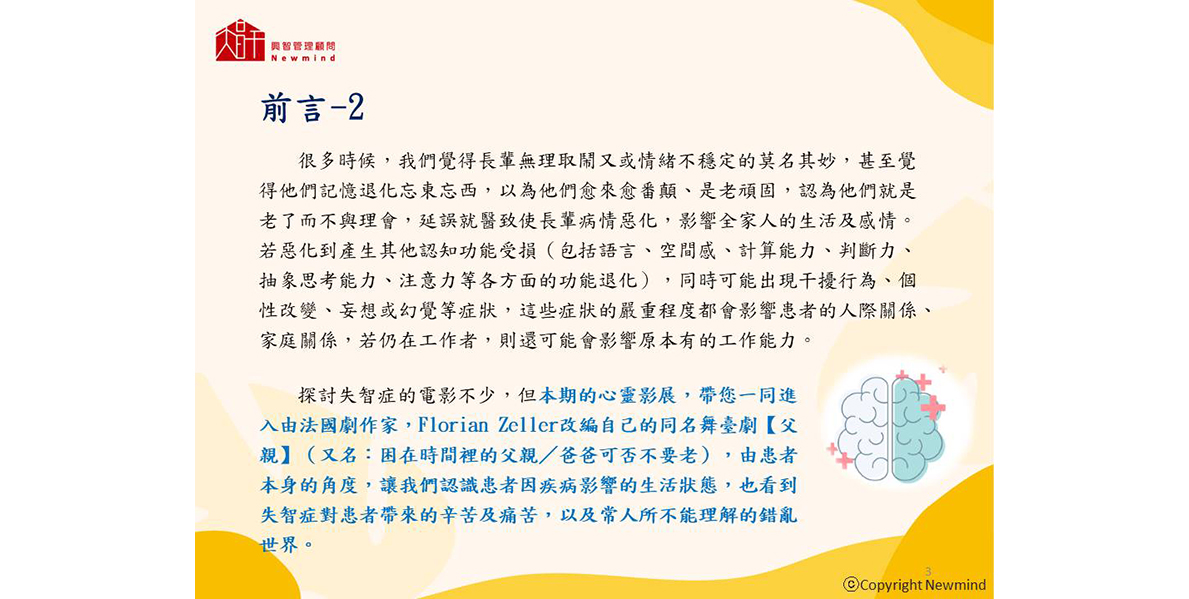 興智管理顧問
Newmind
前言-2
很多時候，我們覺得長輩無理取鬧又或情緒不穩定的莫名其妙，甚至覺
得他們記憶退化忘東忘西，以為他們愈來愈番顛、是老頑固，認為他們就是
老了而不與理會，延誤就醫致使長輩病情惡化，影響全家人的生活及感情。
若惡化到產生其他認知功能受損（包括語言、空間感、計算能力、判斷力、
抽象思考能力、注意力等各方面的功能退化），同時可能出現干擾行為、個
性改變、妄想或幻覺等症狀，這些症狀的嚴重程度都會影響患者的人際關係、
家庭關係，若仍在工作者，則還可能會影響原本有的工作能力。
探討失智症的電影不少，但本期的心靈影展，帶您一同進
入由法國劇作家，Florian Zeller改編自己的同名舞臺劇【父
親】（又名：困在時間裡的父親／爸爸可否不要老），由患者
本身的角度，讓我們認識患者因疾病影響的生活狀態，也看到
失智症對患者帶來的辛苦及痛苦，以及常人所不能理解的錯亂
世界。
3
©Copyright Newmind